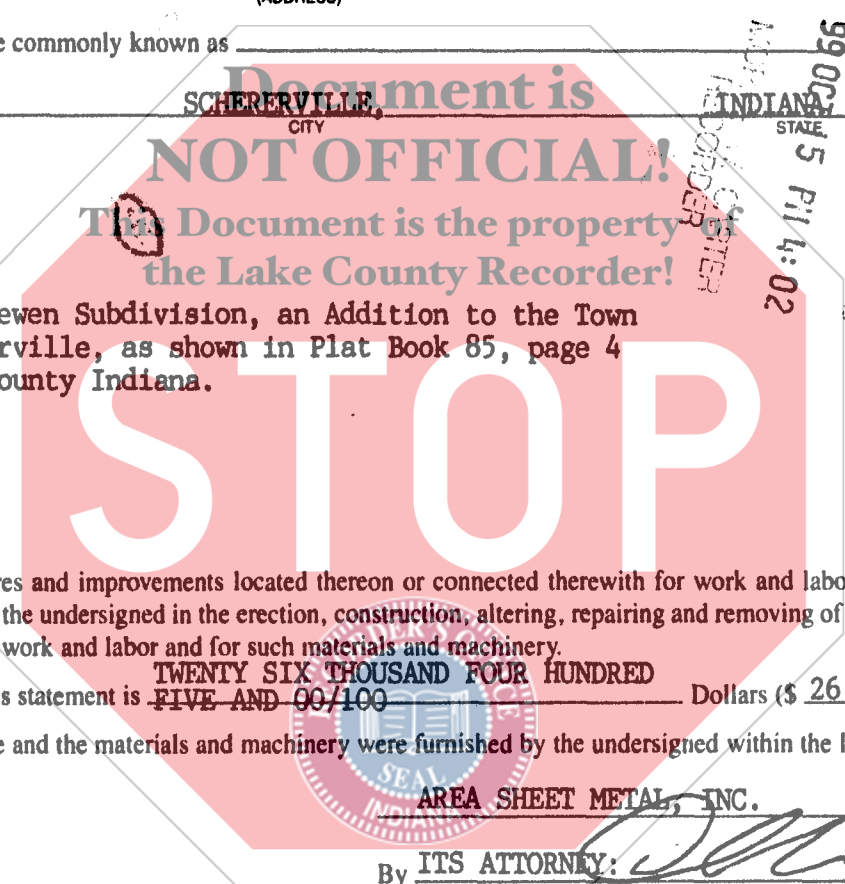 (ADDRESS)
e commonly known as
SCHERERVILLE, INDIANA,
CITY STATE
Document is
NOT OFFICIAL!
This Document is the property of
the Lake County Recorder!
RECORDER
PM 4:02
ewen Subdivision, an Addition to the Town
rville, as shown in Plat Book 85, page 4
ounty Indiana.
STOP
res and improvements located thereon or connected therewith for work and labo
the undersigned in the erection, construction, altering, repairing and removing of
work and labor and for such materials and machinery.
TWENTY SIX THOUSAND FOUR HUNDRED
s statement is FIVE AND 00/100 Dollars ($ 26
e and the materials and machinery were furnished by the undersigned within the
RECORDER'S OFFICE
SEAL
INDIANA
AREA SHEET METAL, INC.
By ITS ATTORNEY: